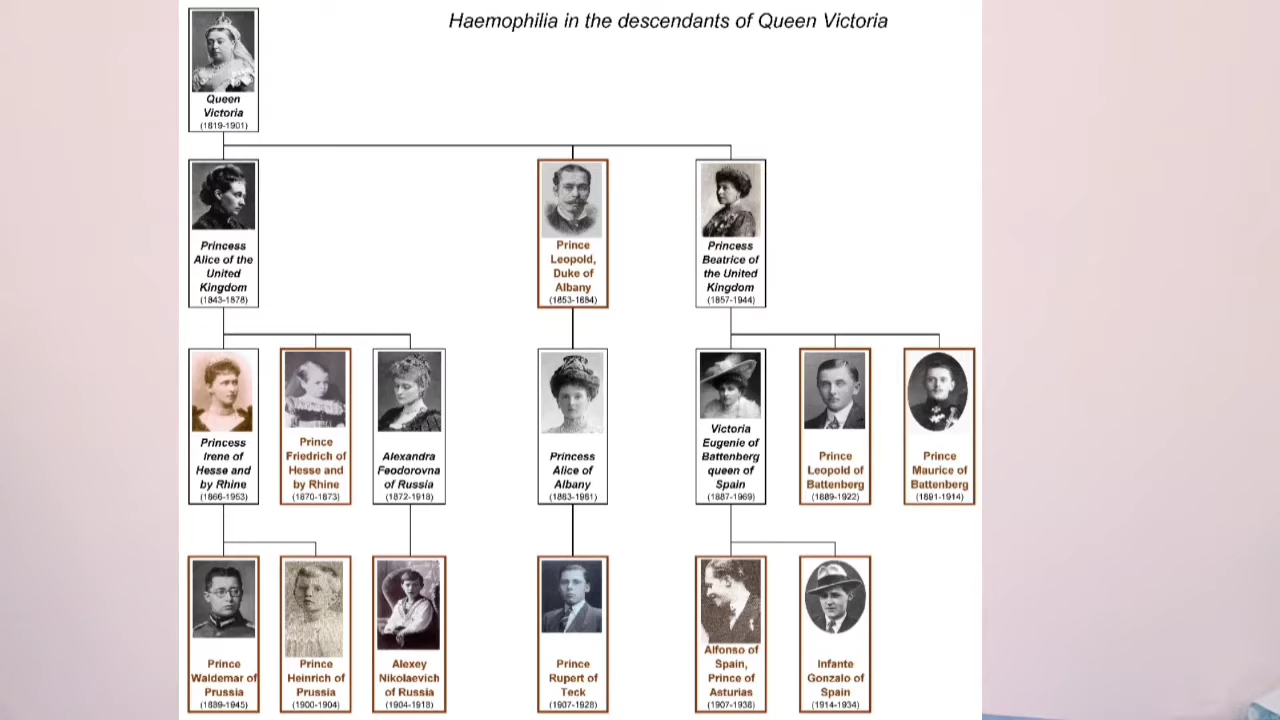 Haemophilia in the descendants of Queen Victoria
Queen
Victoria
(1819-1901)
Princess
Alice of the
United
Kingdom
(1843-1878)
Prince
Leopold,
Duke of
Albany
(1853-1884)
Princess
Beatrice of
the United
Kingdom
(1857-1944)
Princess
Irene of
Hesse and
by Rhine
(1866-1953)
Prince
Friedrich of
Hesse and
by Rhine
(1870-1873)
Alexandra
Feodorovna
of Russia
(1872-1918)
Princess
Alice of
Albany
(1883-1981)
Victoria
Eugenie of
Battenberg
queen of
Spain
(1887-1969)
Prince
Leopold of
Battenberg
(1889-1922)
Prince
Maurice of
Battenberg
(1891-1914)
Prince
Waldemar of
Prussia
(1889-1945)
Prince
Heinrich of
Prussia
(1900-1904)
Alexey
Nikolaevich
of Russia
(1904-1918)
Prince
Rupert of
Teck
(1907-1928)
Alfonso of
Spain,
Prince of
Asturias
(1907-1938)
Infante
Gonzalo of
Spain
(1914-1934)